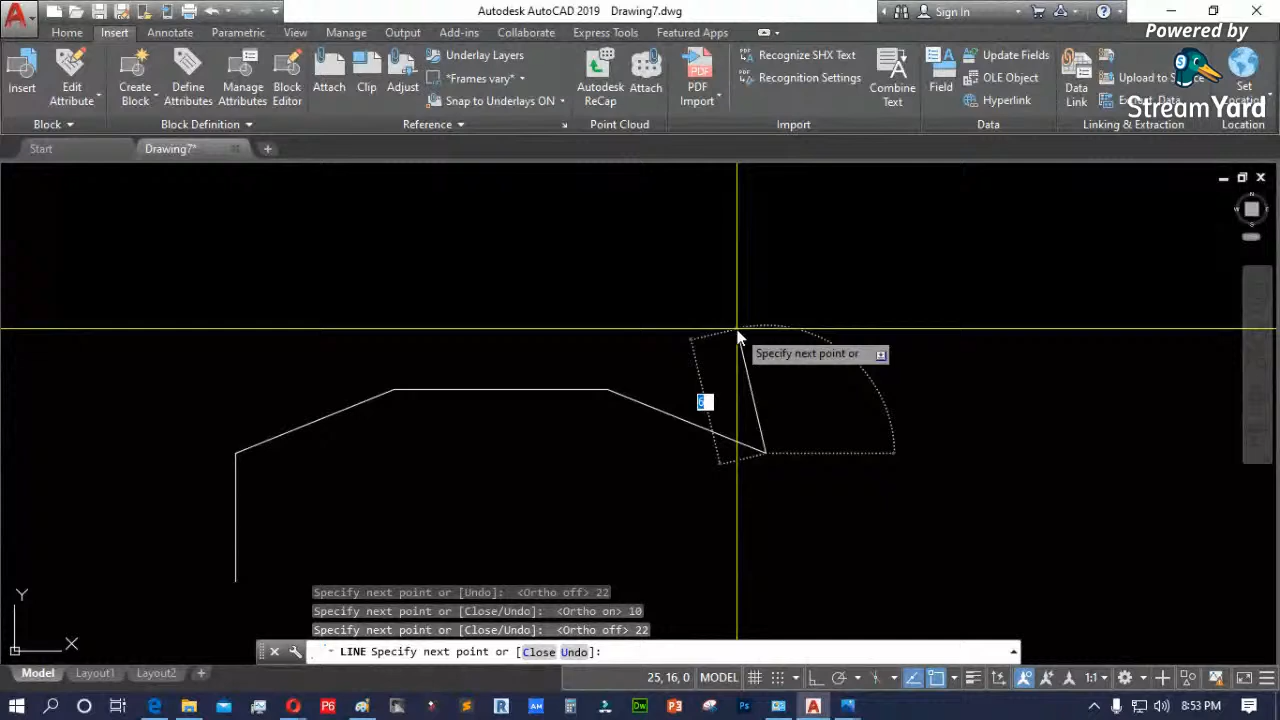 Autodesk AutoCAD 2019   Drawing7.dwg
Sign In
Home Insert Annotate Parametric View Manage Output Add-ins Collaborate Express Tools Featured Apps
Powered by
StreamYard
Insert
Edit Attribute
Create Block
Define Attributes
Manage Attributes
Block Editor
Attach
Clip
Adjust
Underlay Layers
*Frames vary*
Snap to Underlays ON
Autodesk ReCap
Attach
PDF Import
Recognize SHX Text
Recognition Settings
Combine Text
Field
Update Fields
OLE Object
Hyperlink
Data Link
Extract Data
Set Location
Block
Block Definition
Reference
Point Cloud
Import
Data
Linking & Extraction
Location
Start
Drawing7*
N
W
E
S
Specify next point or
Specify next point or [Undo]:  <Ortho off> 22
Specify next point or [Close/Undo]:  <Ortho on> 10
Specify next point or [Close/Undo]:  <Ortho off> 22
Y
X
LINE Specify next point or [Close Undo]:
Model Layout1 Layout2 +
25, 16, 0 MODEL
1:1
8:53 PM